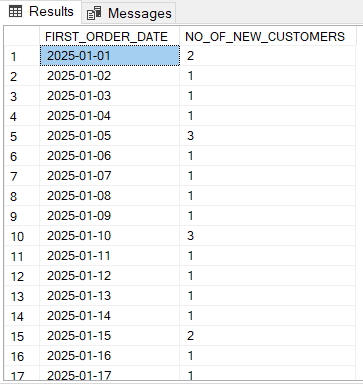 Results Messages
FIRST_ORDER_DATE NO_OF_NEW_CUSTOMERS
1 2025-01-01 2
2 2025-01-02 1
3 2025-01-03 1
4 2025-01-04 1
5 2025-01-05 3
6 2025-01-06 1
7 2025-01-07 1
8 2025-01-08 1
9 2025-01-09 1
10 2025-01-10 3
11 2025-01-11 1
12 2025-01-12 1
13 2025-01-13 1
14 2025-01-14 1
15 2025-01-15 2
16 2025-01-16 1
17 2025-01-17 1